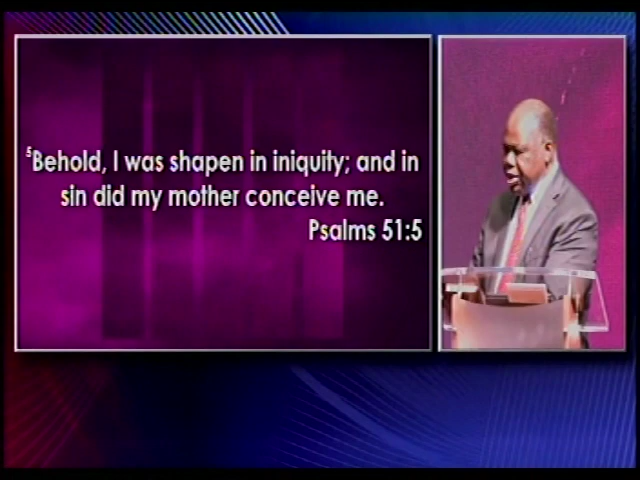 ⁵Behold, I was shapen in iniquity; and in
sin did my mother conceive me.
Psalms 51:5